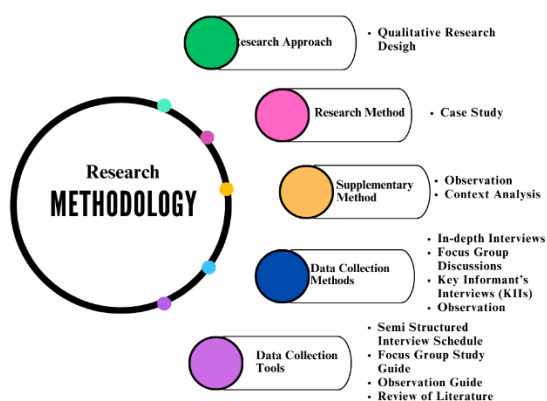 Research
METHODOLOGY
Research Approach
• Qualitative Research
Desigh
Research Method
• Case Study
Supplementary
Method
• Observation
• Context Analysis
Data Collection
Methods
• In-depth Interviews
• Focus Group
Discussions
• Key Informant's
Interviews (KIIs)
• Observation
Data Collection
Tools
• Semi Structured
Interview Schedule
• Focus Group Study
Guide
• Observation Guide
• Review of Literature